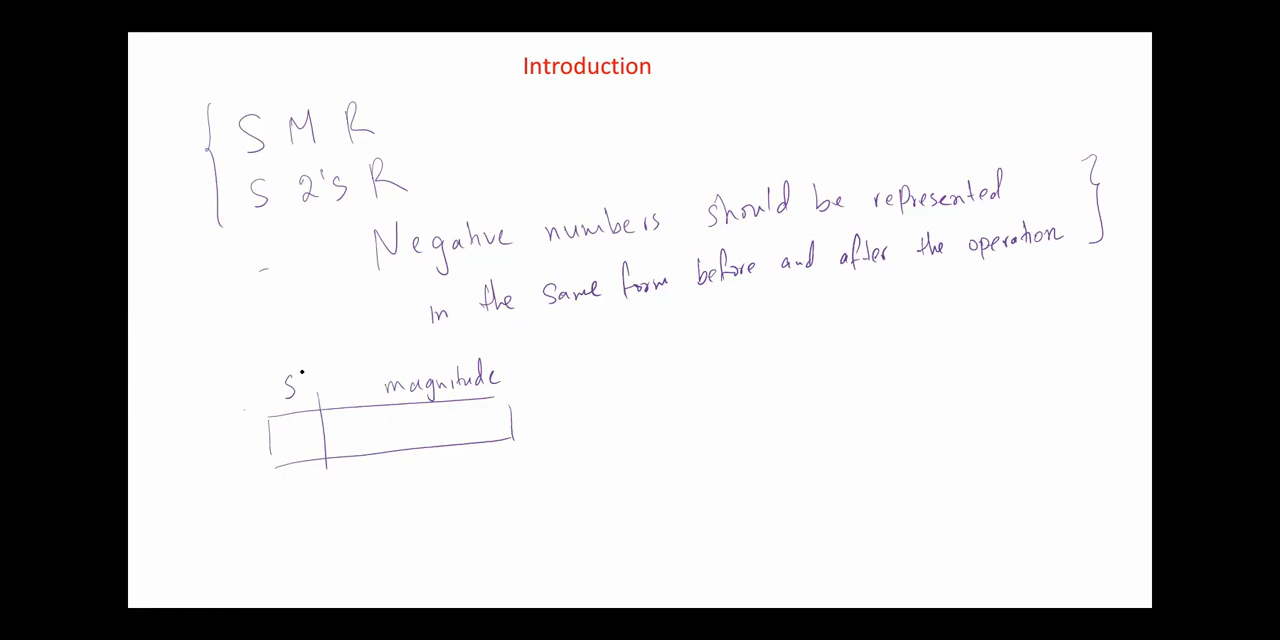 Introduction
S M R
S 2's R
Negative numbers should be represented
in the same form before and after the operation
S magnitude